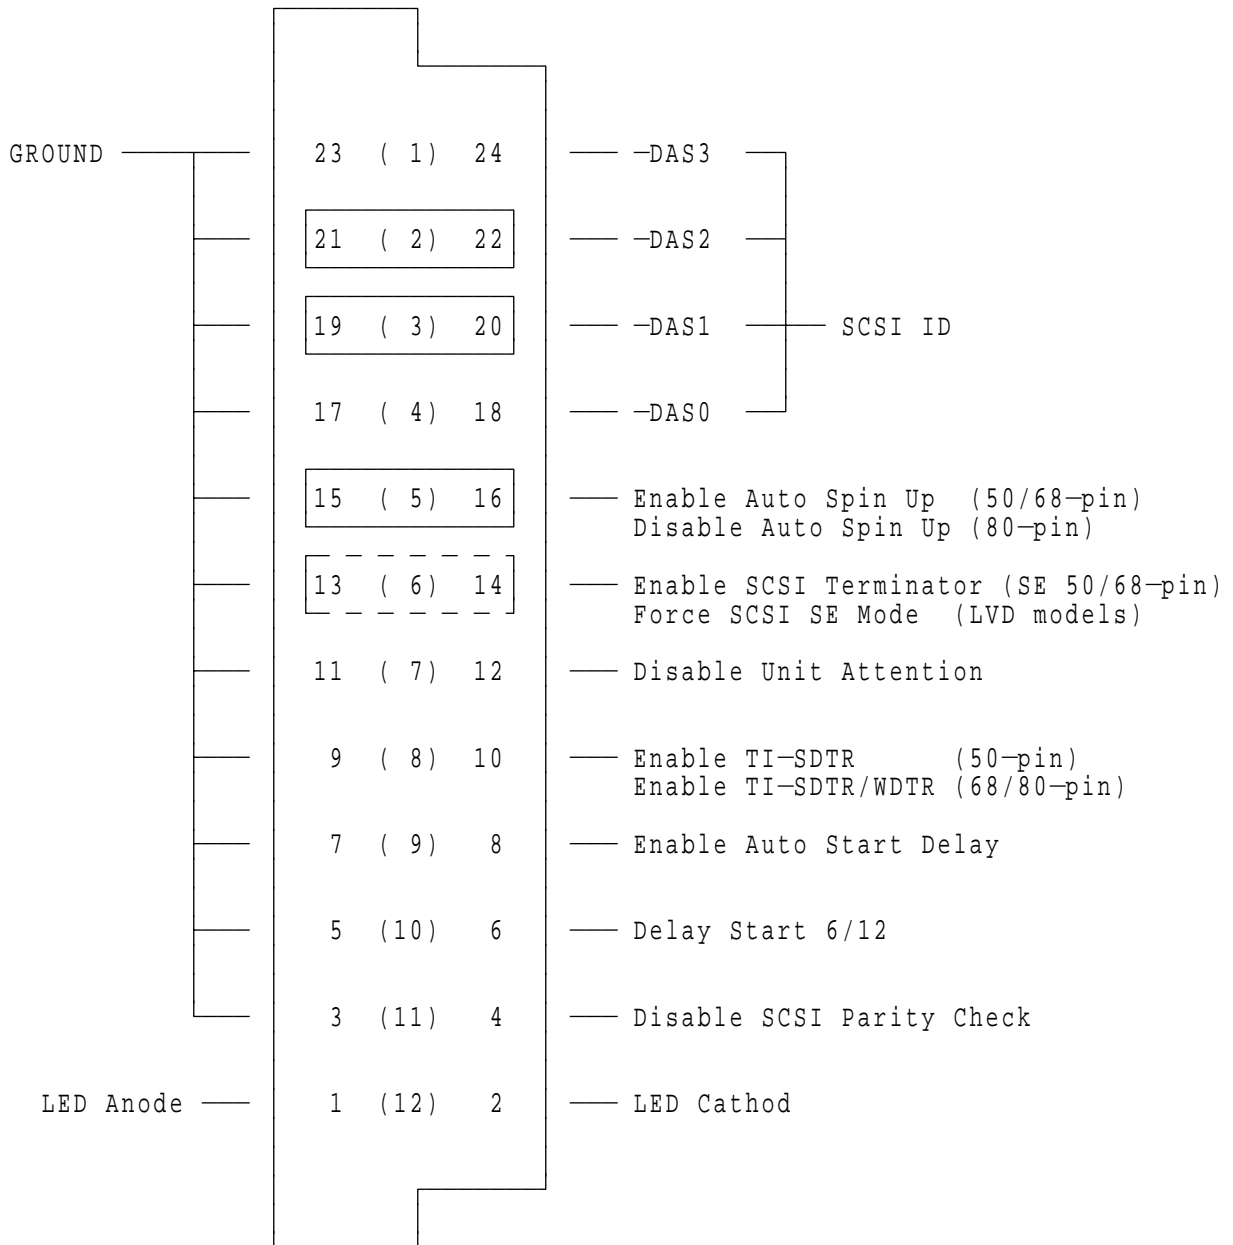 GROUND 23 ( 1) 24 —DAS3
21 ( 2) 22 —DAS2
19 ( 3) 20 —DAS1 SCSI ID
17 ( 4) 18 —DAS0
15 ( 5) 16 Enable Auto Spin Up (50/68—pin)
Disable Auto Spin Up (80—pin)
13 ( 6) 14 Enable SCSI Terminator (SE 50/68—pin)
Force SCSI SE Mode (LVD models)
11 ( 7) 12 Disable Unit Attention
9 ( 8) 10 Enable TI—SDTR (50—pin)
Enable TI—SDTR/WDTR (68/80—pin)
7 ( 9) 8 Enable Auto Start Delay
5 (10) 6 Delay Start 6/12
3 (11) 4 Disable SCSI Parity Check
LED Anode 1 (12) 2 LED Cathod